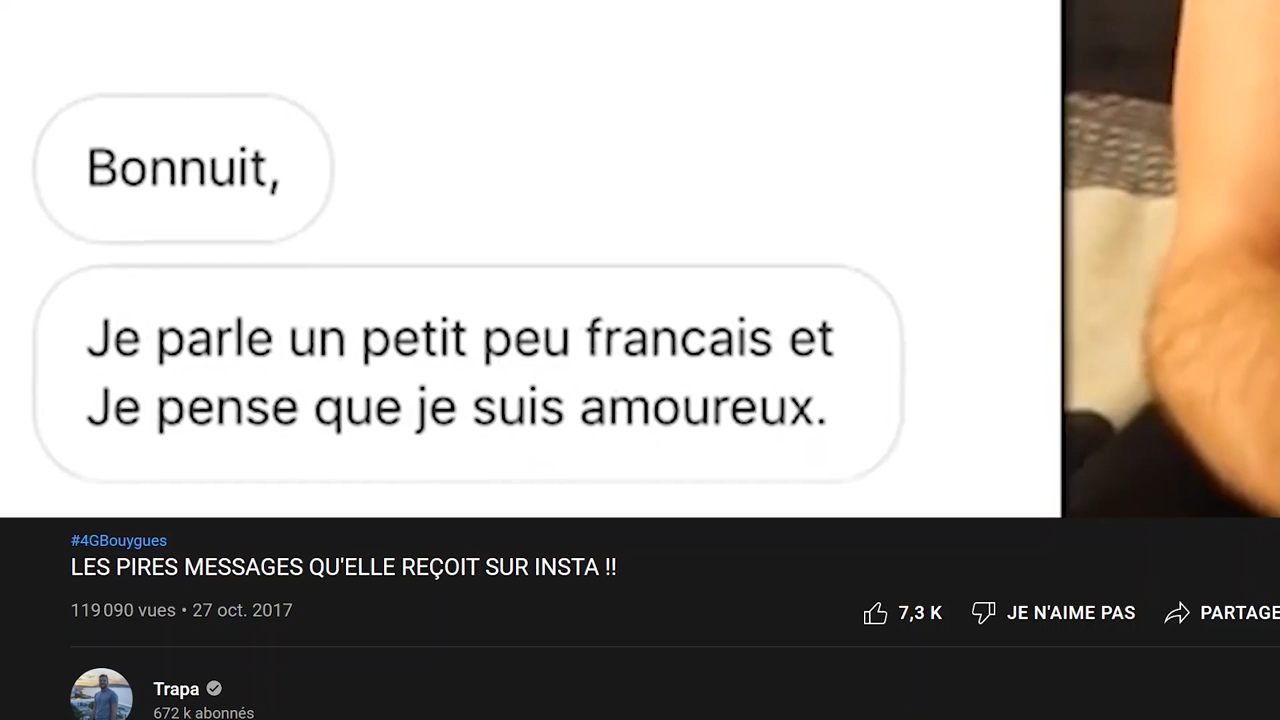 Bonnuit,
Je parle un petit peu francais et
Je pense que je suis amoureux.
#4GBouygues
LES PIRES MESSAGES QU'ELLE REÇOIT SUR INSTA !!
119 090 vues • 27 oct. 2017
7,3 K JE N'AIME PAS PARTAGE
Trapa
672 k abonnés